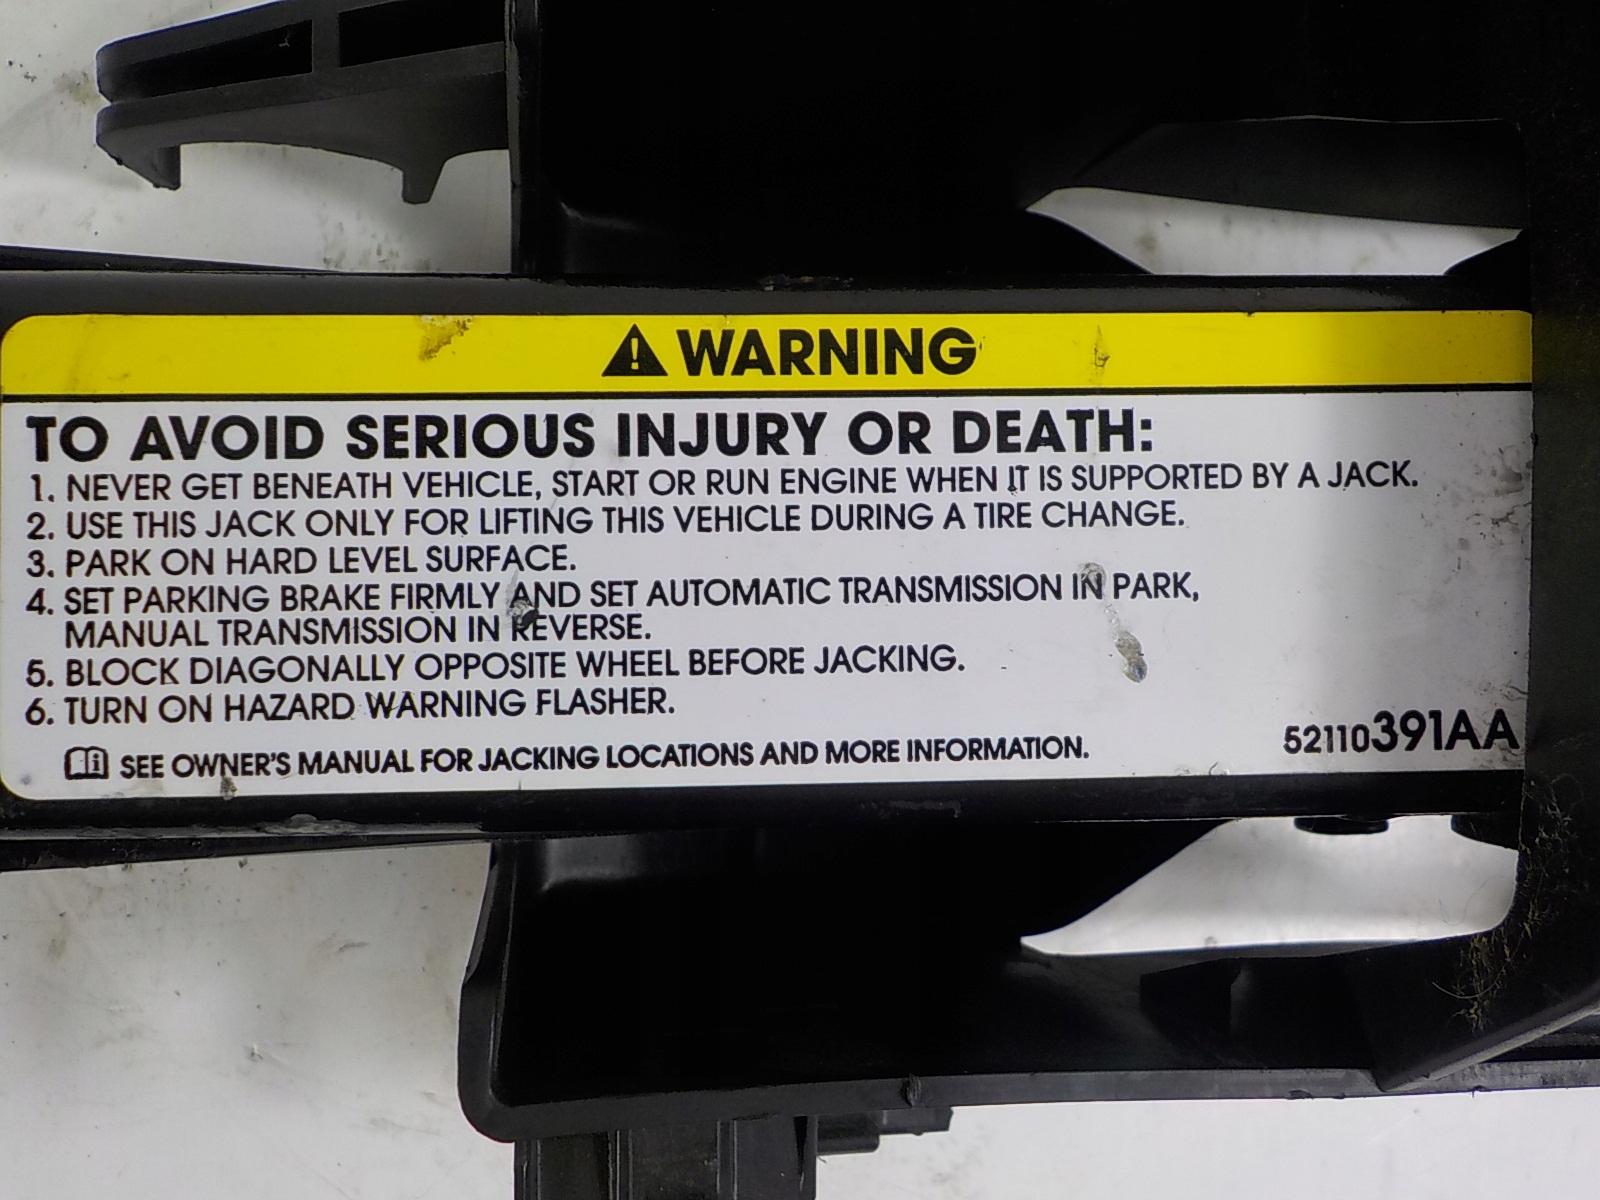 WARNING
TO AVOID SERIOUS INJURY OR DEATH:
1. NEVER GET BENEATH VEHICLE, START OR RUN ENGINE WHEN IT IS SUPPORTED BY A JACK.
2. USE THIS JACK ONLY FOR LIFTING THIS VEHICLE DURING A TIRE CHANGE.
3. PARK ON HARD LEVEL SURFACE.
4. SET PARKING BRAKE FIRMLY AND SET AUTOMATIC TRANSMISSION IN PARK,
MANUAL TRANSMISSION IN REVERSE.
5. BLOCK DIAGONALLY OPPOSITE WHEEL BEFORE JACKING.
6. TURN ON HAZARD WARNING FLASHER.
SEE OWNER'S MANUAL FOR JACKING LOCATIONS AND MORE INFORMATION.
52110391AA